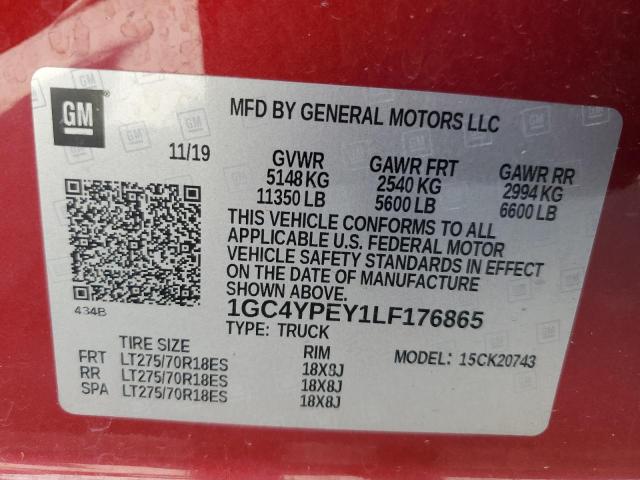 GM
MFD BY GENERAL MOTORS LLC
11/19
GVWR GAWR FRT GAWR RR
5148 KG 2540 KG 2994 KG
11350 LB 5600 LB 6600 LB
THIS VEHICLE CONFORMS TO ALL
APPLICABLE U.S. FEDERAL MOTOR
VEHICLE SAFETY STANDARDS IN EFFECT
ON THE DATE OF MANUFACTURE
SHOWN ABOVE.
434B
1GC4YPEY1LF176865
TYPE: TRUCK
TIRE SIZE RIM MODEL: 15CK20743
FRT LT275/70R18ES 18X8J
RR LT275/70R18ES 18X8J
SPA LT275/70R18ES 18X8J